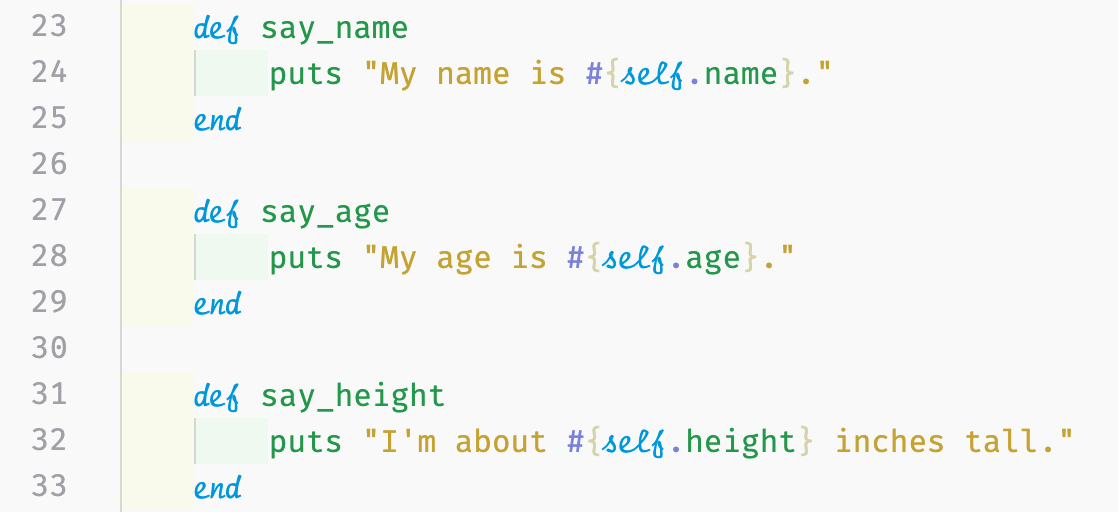 23 def say_name
24 puts "My name is #{self.name}."
25 end
26
27 def say_age
28 puts "My age is #{self.age}."
29 end
30
31 def say_height
32 puts "I'm about #{self.height} inches tall."
33 end